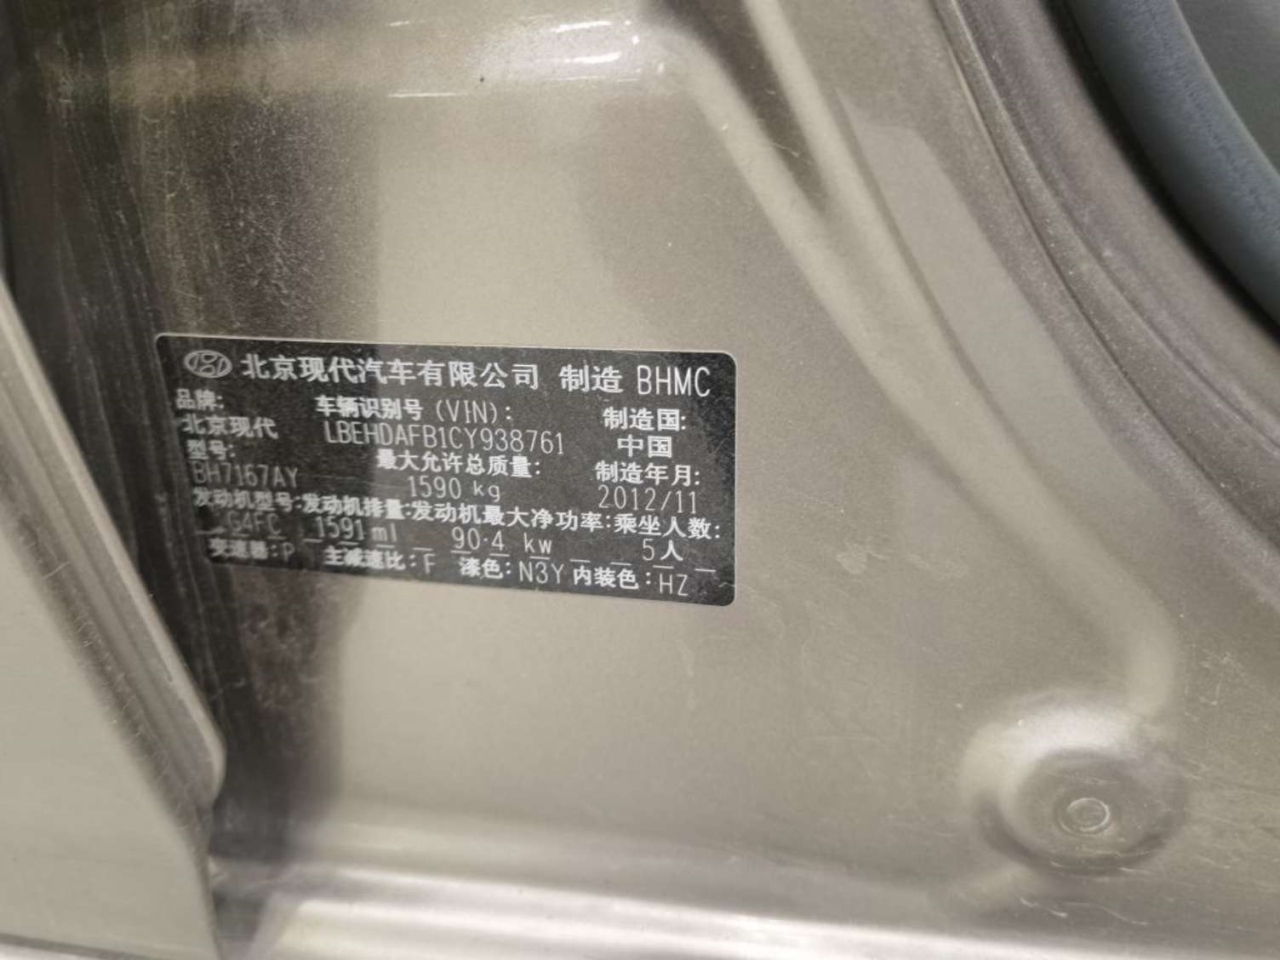 北京现代汽车有限公司 制造 BHMC
品牌: 车辆识别号 (VIN): 制造国:
北京现代 LBEHDAFB1CY938761 中国
型号: 最大允许总质量: 制造年月:
BH7167AY 1590 kg 2012/11
发动机型号: 发动机排量: 发动机最大净功率: 乘坐人数:
G4FC 1591 ml 90.4 kw 5人
变速器: P 主减速比: F 漆色: N3Y 内装色: HZ